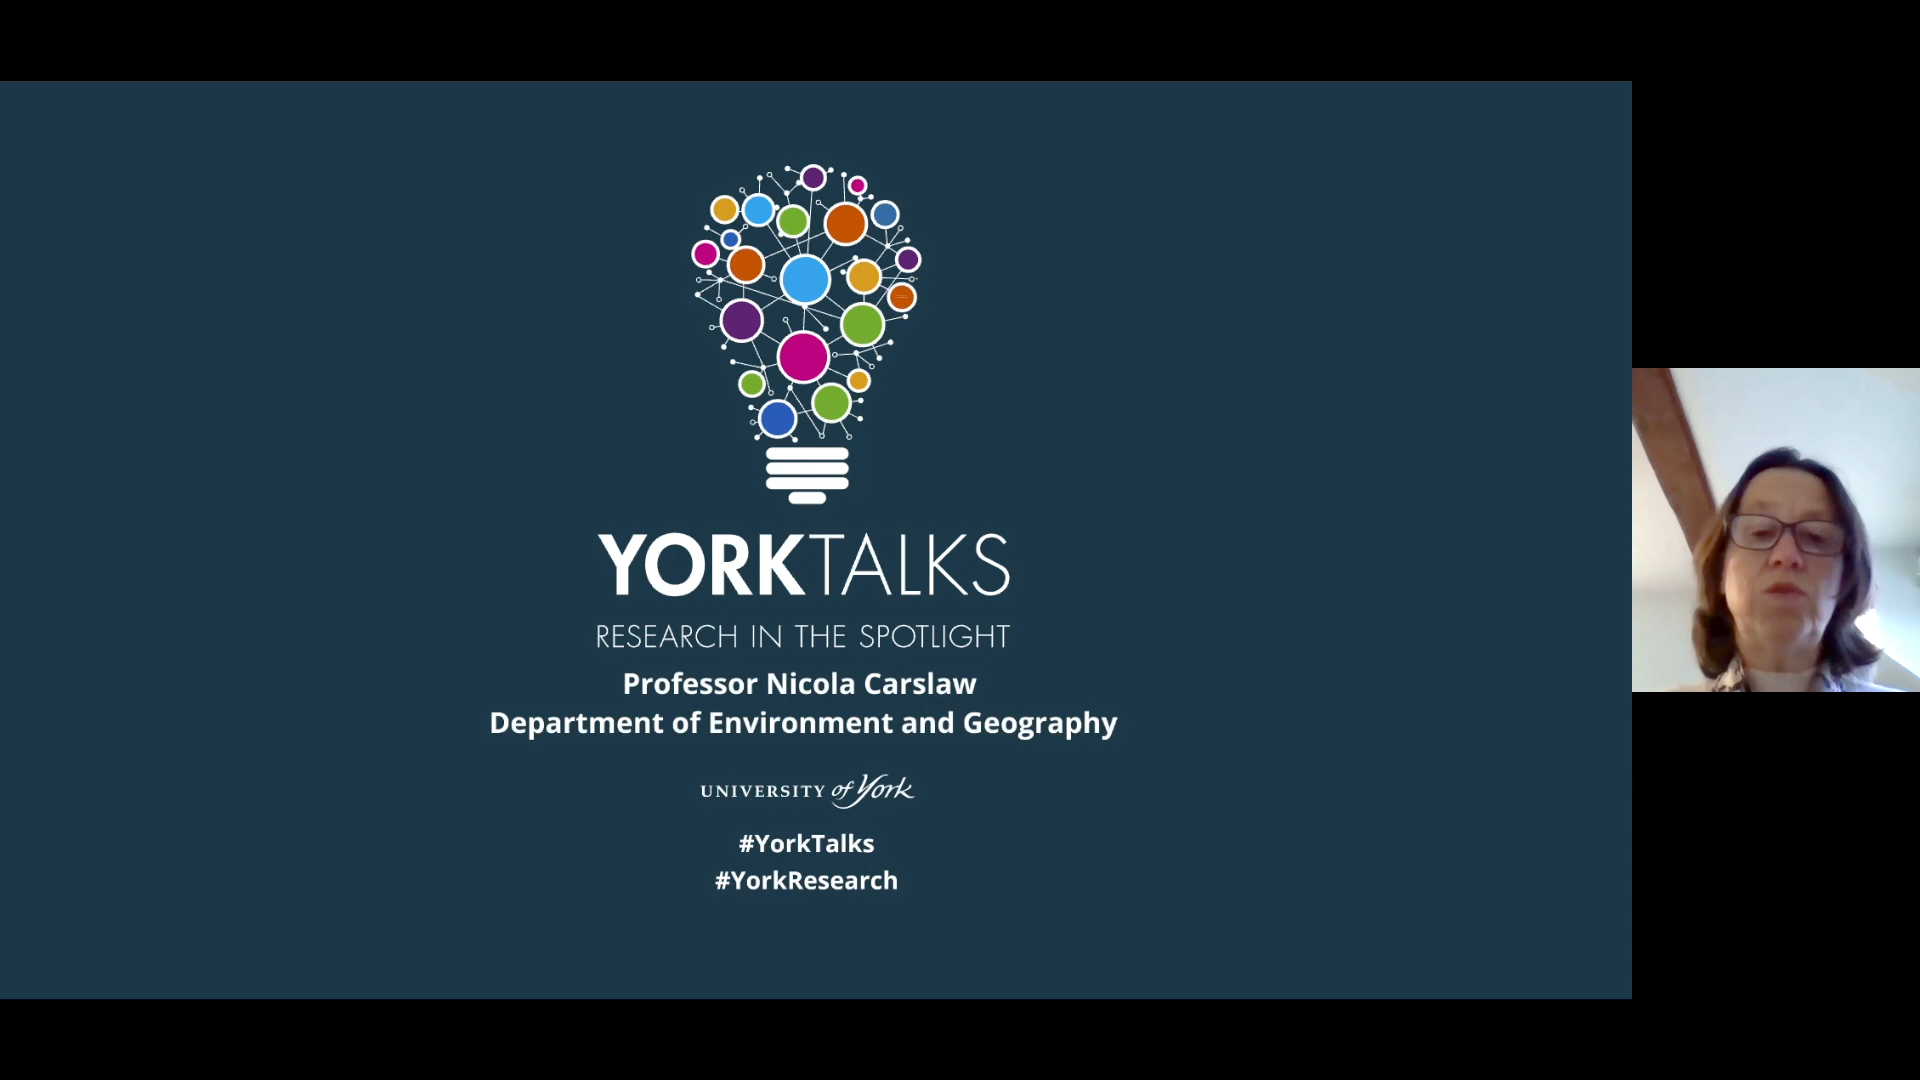 YORKTALKS
RESEARCH IN THE SPOTLIGHT
Professor Nicola Carslaw
Department of Environment and Geography
UNIVERSITY of York
#YorkTalks
#YorkResearch